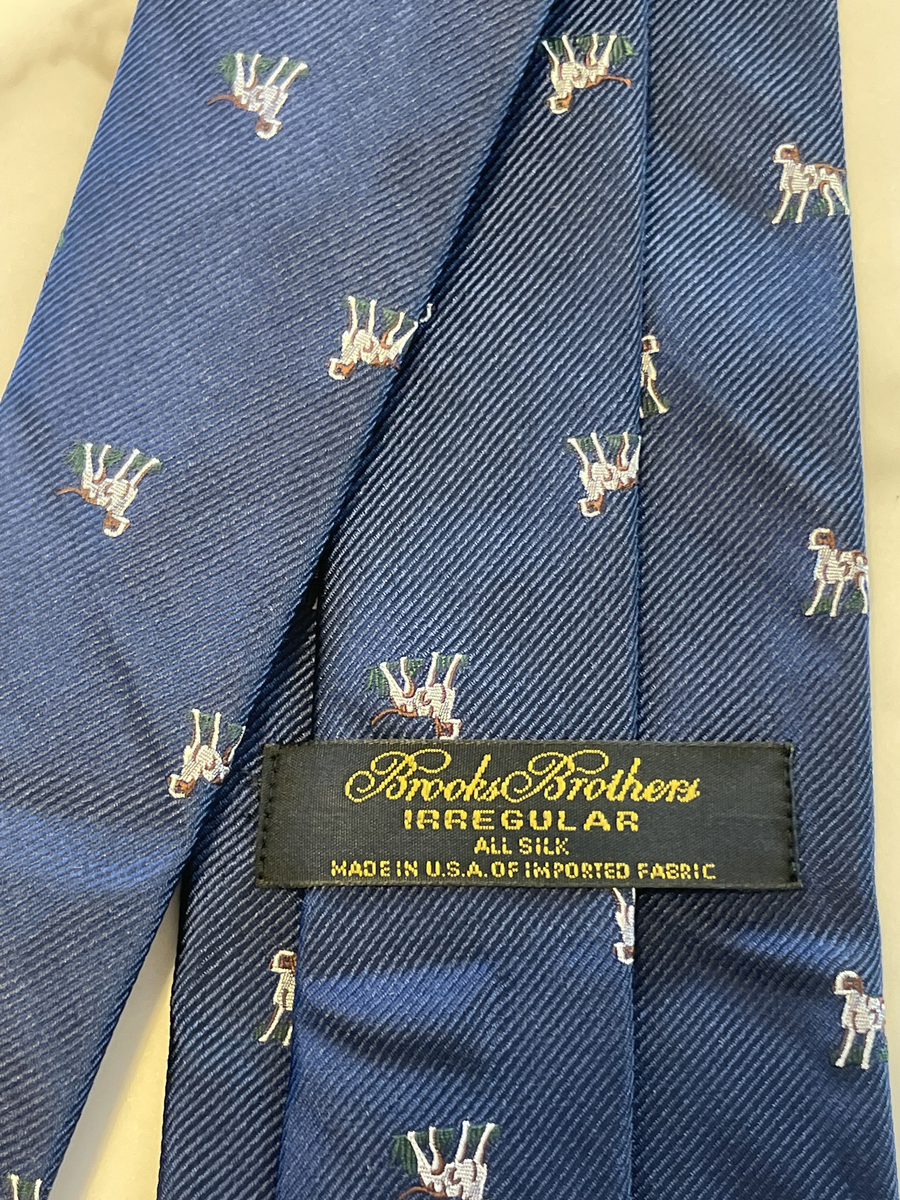 Brooks Brothers
IRREGULAR
ALL SILK
MADE IN U.S.A. OF IMPORTED FABRIC